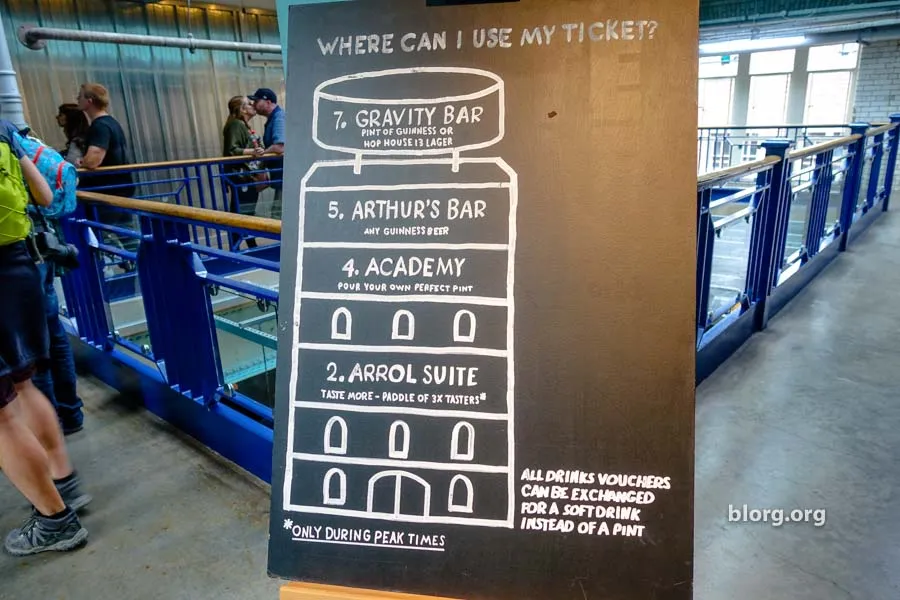 WHERE CAN I USE MY TICKET?
7. GRAVITY BAR
PINT OF GUINNESS OR
HOP HOUSE 13 LAGER
5. ARTHUR'S BAR
ANY GUINNESS BEER
4. ACADEMY
POUR YOUR OWN PERFECT PINT
2. ARROL SUITE
TASTE MORE - PADDLE OF 3X TASTERS*
*ONLY DURING PEAK TIMES
ALL DRINKS VOUCHERS
CAN BE EXCHANGED
FOR A SOFT DRINK
INSTEAD OF A PINT
blorg.org